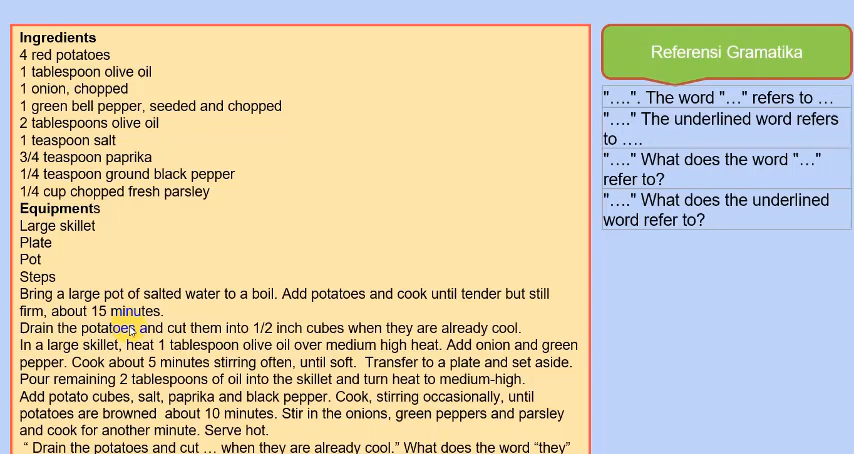 Ingredients
4 red potatoes
1 tablespoon olive oil
1 onion, chopped
1 green bell pepper, seeded and chopped
2 tablespoons olive oil
1 teaspoon salt
3/4 teaspoon paprika
1/4 teaspoon ground black pepper
1/4 cup chopped fresh parsley
Equipments
Large skillet
Plate
Pot
Steps
Bring a large pot of salted water to a boil. Add potatoes and cook until tender but still
firm, about 15 minutes.
Drain the potatoes and cut them into 1/2 inch cubes when they are already cool.
In a large skillet, heat 1 tablespoon olive oil over medium high heat. Add onion and green
pepper. Cook about 5 minutes stirring often, until soft.  Transfer to a plate and set aside.
Pour remaining 2 tablespoons of oil into the skillet and turn heat to medium-high.
Add potato cubes, salt, paprika and black pepper. Cook, stirring occasionally, until
potatoes are browned  about 10 minutes. Stir in the onions, green peppers and parsley
and cook for another minute. Serve hot.
“ Drain the potatoes and cut … when they are already cool.” What does the word “they”
Referensi Gramatika
"….". The word "…" refers to …
"…." The underlined word refers
to ….
"…." What does the word "…"
refer to?
"…." What does the underlined
word refer to?